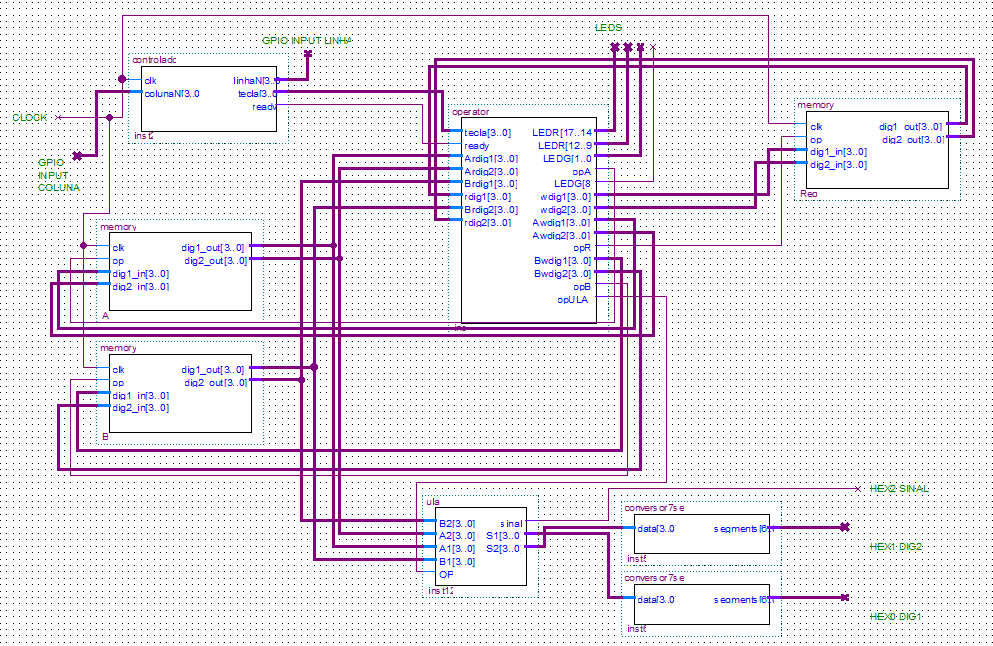 LEDS
GPIO INPUT LINHA
controladc
clk
colunaN[3..0
linhaN[3..0
tecla[3..0
ready
inst2
CLOCK
GPIO
INPUT
COLUNA
operator
tecla[3..0]
ready
Ardig1[3..0]
Ardig2[3..0]
Brdig1[3..0]
rdig1[3..0]
Brdig2[3..0]
rdig2[3..0]
LEDR[17..14
LEDR[12..9
LEDG[1..0
opA
LEDG[8
wdig1[3..0]
wdig2[3..0]
Awdig1[3..0]
Awdig2[3..0]
opR
Bwdig1[3..0]
Bwdig2[3..0]
opB
opULA
ins
memory
clk
op
dig1_in[3..0]
dig2_in[3..0]
dig1_out[3..0]
dig2_out[3..0]
Reg
memory
clk
op
dig1_in[3..0]
dig2_in[3..0]
dig1_out[3..0]
dig2_out[3..0]
A
memory
clk
op
dig1_in[3..0]
dig2_in[3..0]
dig1_out[3..0]
dig2_out[3..0]
B
ula
B2[3..0]
A2[3..0]
A1[3..0]
B1[3..0]
OP
sinal
S1[3..0
S2[3..0
inst12
HEX2 SINAL
conversor7se
data[3..0
segments[6..
HEX1 DIG2
conversor7se
data[3..0
segments[6..
HEX0 DIG1